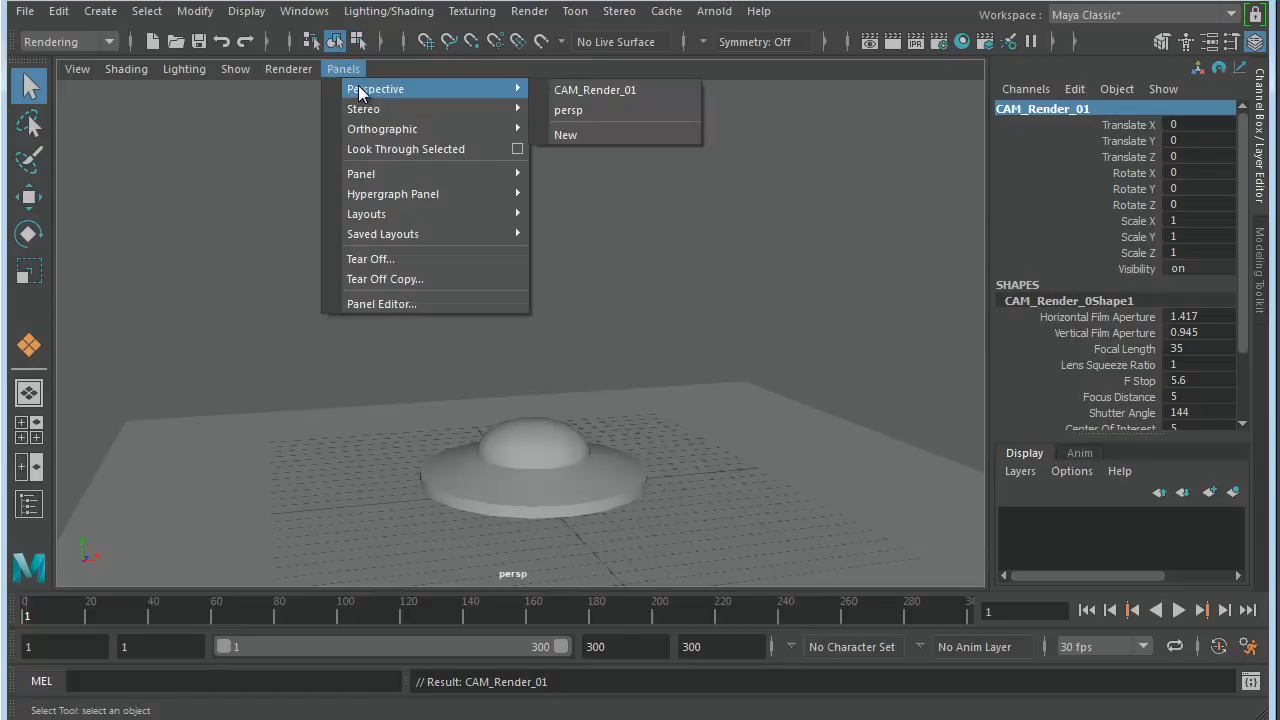 File Edit Create Select Modify Display Windows Lighting/Shading Texturing Render Toon Stereo Cache Arnold Help Workspace : Maya Classic*
Rendering No Live Surface Symmetry: Off
IPR
View Shading Lighting Show Renderer Panels
Perspective
Stereo
Orthographic
Look Through Selected
Panel
Hypergraph Panel
Layouts
Saved Layouts
Tear Off...
Tear Off Copy...
Panel Editor...
CAM_Render_01
persp
New
persp
Channels Edit Object Show
CAM_Render_01
Translate X 0
Translate Y 0
Translate Z 0
Rotate X 0
Rotate Y 0
Rotate Z 0
Scale X 1
Scale Y 1
Scale Z 1
Visibility on
SHAPES
CAM_Render_0Shape1
Horizontal Film Aperture 1.417
Vertical Film Aperture 0.945
Focal Length 35
Lens Squeeze Ratio 1
F Stop 5.6
Focus Distance 5
Shutter Angle 144
Center Of Interest 5
Display Anim
Layers Options Help
Channel Box / Layer Editor
Modeling Toolkit
0 20 40 60 80 100 120 140 160 180 200 220 240 260 280 30
1
1
1 1 1 300 300 300 No Character Set No Anim Layer 30 fps
MEL // Result: CAM_Render_01
Select Tool: select an object